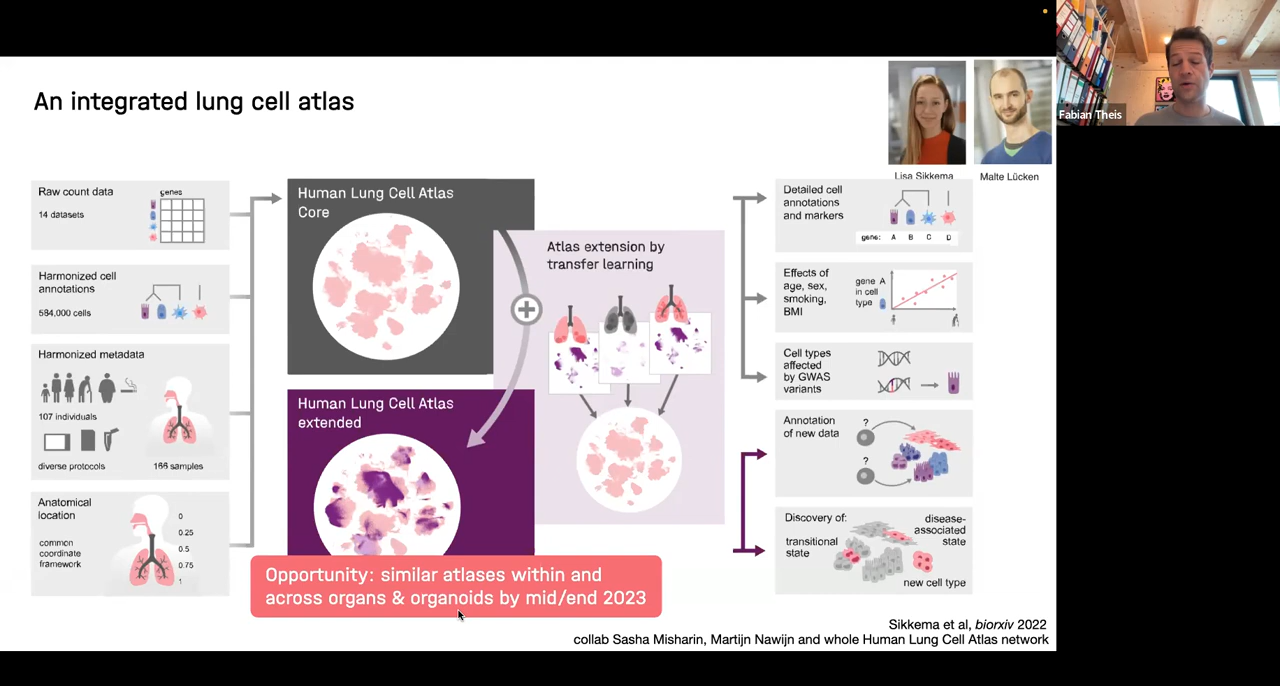 An integrated lung cell atlas
Fabian Theis
Lisa Sikkema
Malte Lücken
Raw count data
14 datasets
genes
Harmonized cell
annotations
584,000 cells
Harmonized metadata
107 individuals
diverse protocols
166 samples
Anatomical
location
common
coordinate
framework
0
0.25
0.5
0.75
1
Human Lung Cell Atlas
Core
Human Lung Cell Atlas
extended
Atlas extension by
transfer learning
Detailed cell
annotations
and markers
gene: A B C D
Effects of
age, sex,
smoking,
BMI
gene A
in cell
type
Cell types
affected
by GWAS
variants
Annotation
of new data
?
?
Discovery of:
transitional
state
disease-
associated
state
new cell type
Opportunity: similar atlases within and
across organs & organoids by mid/end 2023
Sikkema et al, biorxiv 2022
collab Sasha Misharin, Martijn Nawijn and whole Human Lung Cell Atlas network